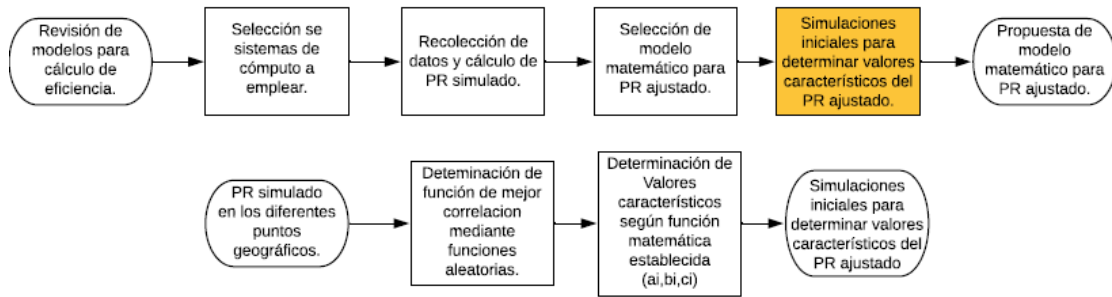 Revisión de
modelos para
cálculo de
eficiencia.
Selección se
sistemas de
cómputo a
emplear.
Recolección de
datos y cálculo de
PR simulado.
Selección de
modelo
matemático para
PR ajustado.
Simulaciones
iniciales para
determinar valores
característicos del
PR ajustado.
Propuesta de
modelo
matemático para
PR ajustado.
PR simulado
en los diferentes
puntos
geográficos.
Deteminación de
función de mejor
correlacion
mediante
funciones
aleatorias.
Determinación de
Valores
característicos
según función
matemática
establecida
(ai,bi,ci)
Simulaciones
iniciales para
determinar valores
característicos del
PR ajustado